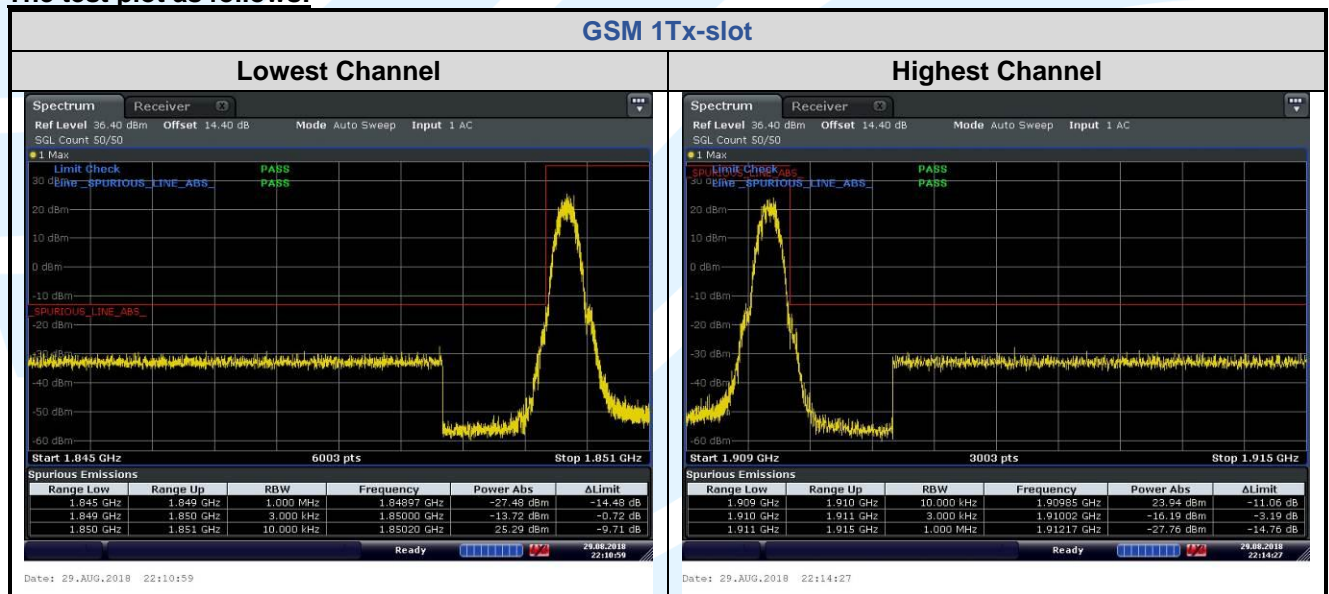 The test plot as follows:
GSM 1Tx-slot
Lowest Channel
Highest Channel
Spectrum Receiver
Ref Level 36.40 dBm Offset 14.40 dB Mode Auto Sweep Input 1 AC
SGL Count 50/50
1 Max
Limit Check PASS
30 dBm Line _SPURIOUS_LINE_ABS_ PASS
20 dBm
10 dBm
0 dBm
-10 dBm
_SPURIOUS_LINE_ABS_
-20 dBm
-30 dBm
-40 dBm
-50 dBm
-60 dBm
Start 1.845 GHz 6003 pts Stop 1.851 GHz
Spurious Emissions
Range Low Range Up RBW Frequency Power Abs ΔLimit
1.845 GHz 1.849 GHz 1.000 MHz 1.84897 GHz -27.48 dBm -14.48 dB
1.849 GHz 1.850 GHz 3.000 kHz 1.85000 GHz -13.72 dBm -0.72 dB
1.850 GHz 1.851 GHz 10.000 kHz 1.85020 GHz 25.29 dBm -9.71 dB
Ready 29.08.2018
22:10:59
Date: 29.AUG.2018 22:10:59
Spectrum Receiver
Ref Level 36.40 dBm Offset 14.40 dB Mode Auto Sweep Input 1 AC
SGL Count 50/50
1 Max
Limit Check PASS
_SPURIOUS_LINE_ABS_
30 dBm Line _SPURIOUS_LINE_ABS_ PASS
20 dBm
10 dBm
0 dBm
-10 dBm
-20 dBm
-30 dBm
-40 dBm
-50 dBm
-60 dBm
Start 1.909 GHz 3003 pts Stop 1.915 GHz
Spurious Emissions
Range Low Range Up RBW Frequency Power Abs ΔLimit
1.909 GHz 1.910 GHz 10.000 kHz 1.90985 GHz 23.94 dBm -11.06 dB
1.910 GHz 1.911 GHz 3.000 kHz 1.91002 GHz -16.19 dBm -3.19 dB
1.911 GHz 1.915 GHz 1.000 MHz 1.91217 GHz -27.76 dBm -14.76 dB
Ready 29.08.2018
22:14:27
Date: 29.AUG.2018 22:14:27